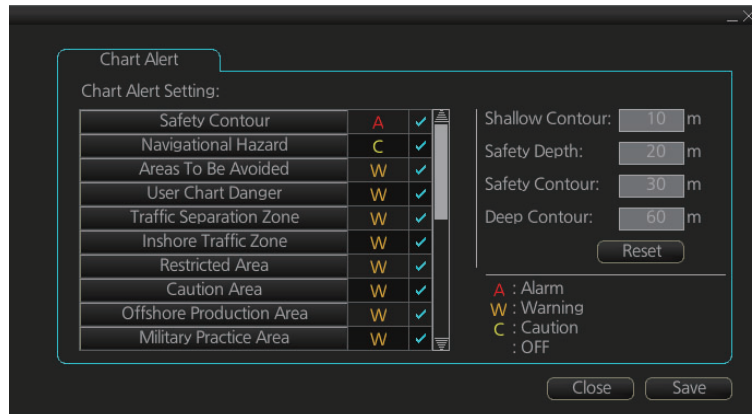 Chart Alert
Chart Alert Setting:
Safety Contour A
Navigational Hazard C
Areas To Be Avoided W
User Chart Danger W
Traffic Separation Zone W
Inshore Traffic Zone W
Restricted Area W
Caution Area W
Offshore Production Area W
Military Practice Area W
Shallow Contour: 10 m
Safety Depth: 20 m
Safety Contour: 30 m
Deep Contour: 60 m
Reset
A : Alarm
W : Warning
C : Caution
: OFF
Close Save